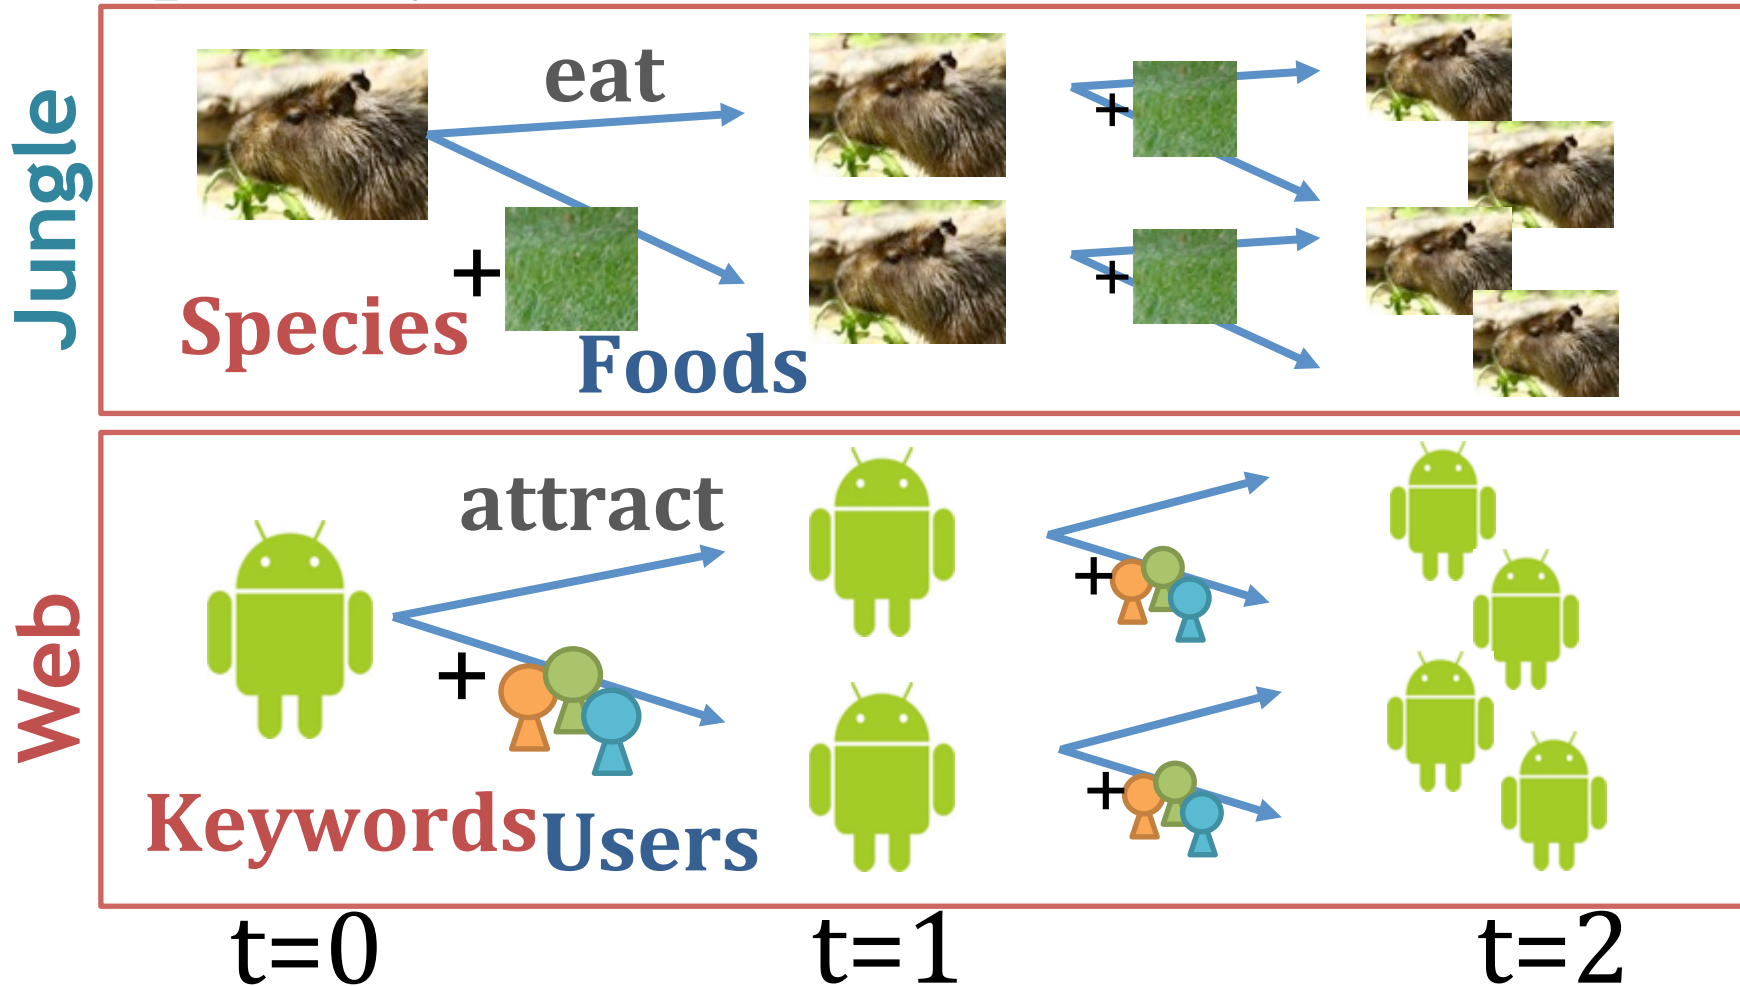 Jungle
eat
+
+
+
Species
Foods
Web
attract
+
+
+
Keywords
Users
t=0
t=1
t=2